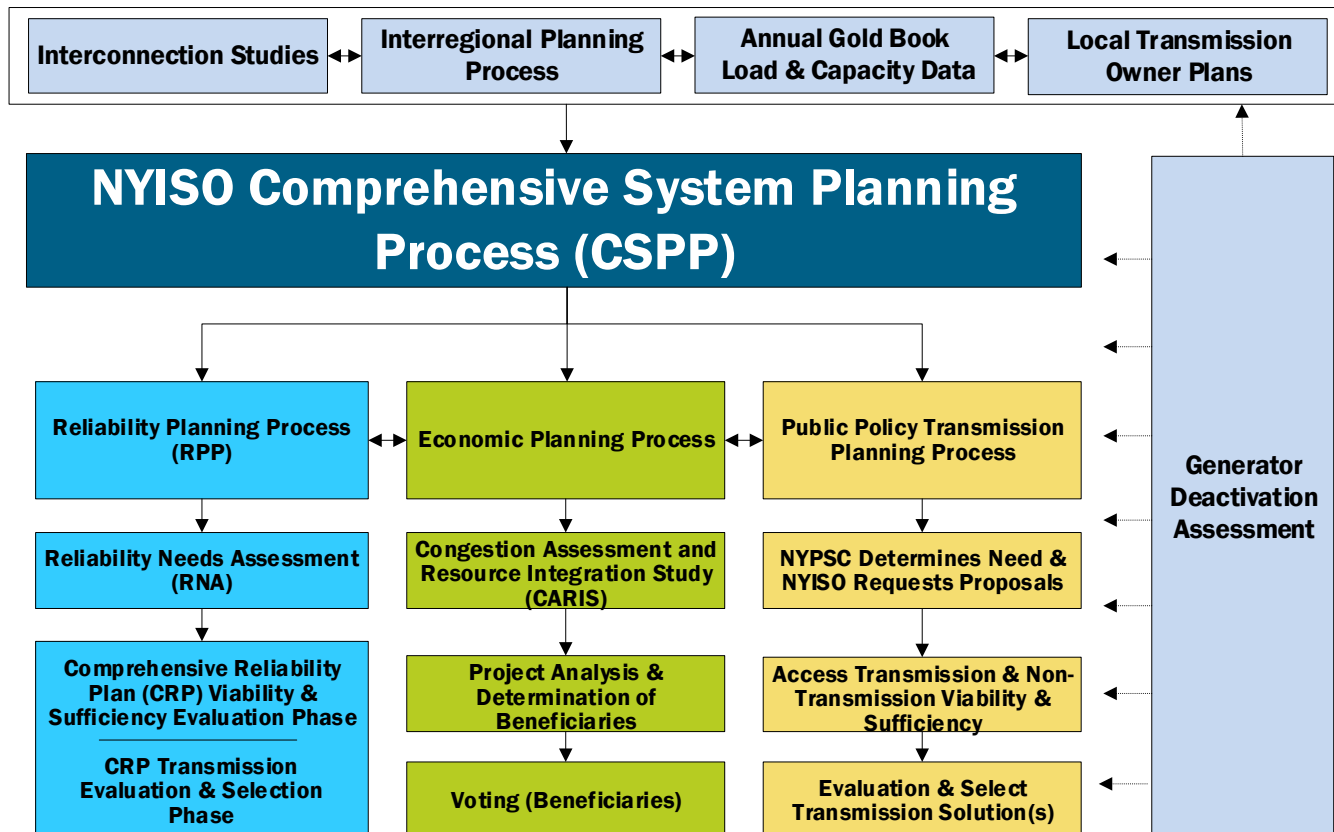 Interconnection Studies
Interregional Planning
Process
Annual Gold Book
Load & Capacity Data
Local Transmission
Owner Plans
NYISO Comprehensive System Planning
Process (CSPP)
Reliability Planning Process
(RPP)
Economic Planning Process
Public Policy Transmission
Planning Process
Generator
Deactivation
Assessment
Reliability Needs Assessment
(RNA)
Congestion Assessment and
Resource Integration Study
(CARIS)
NYPSC Determines Need &
NYISO Requests Proposals
Comprehensive Reliability
Plan (CRP) Viability &
Sufficiency Evaluation Phase
CRP Transmission
Evaluation & Selection
Phase
Project Analysis &
Determination of
Beneficiaries
Access Transmission & Non-
Transmission Viability &
Sufficiency
Voting (Beneficiaries)
Evaluation & Select
Transmission Solution(s)